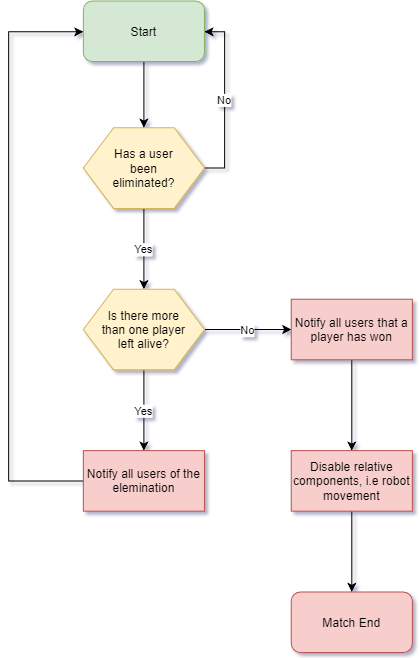 Start
No
Has a user
been
eliminated?
Yes
Is there more
than one player
left alive?
No
Notify all users that a
player has won
Yes
Notify all users of the
elemination
Disable relative
components, i.e robot
movement
Match End